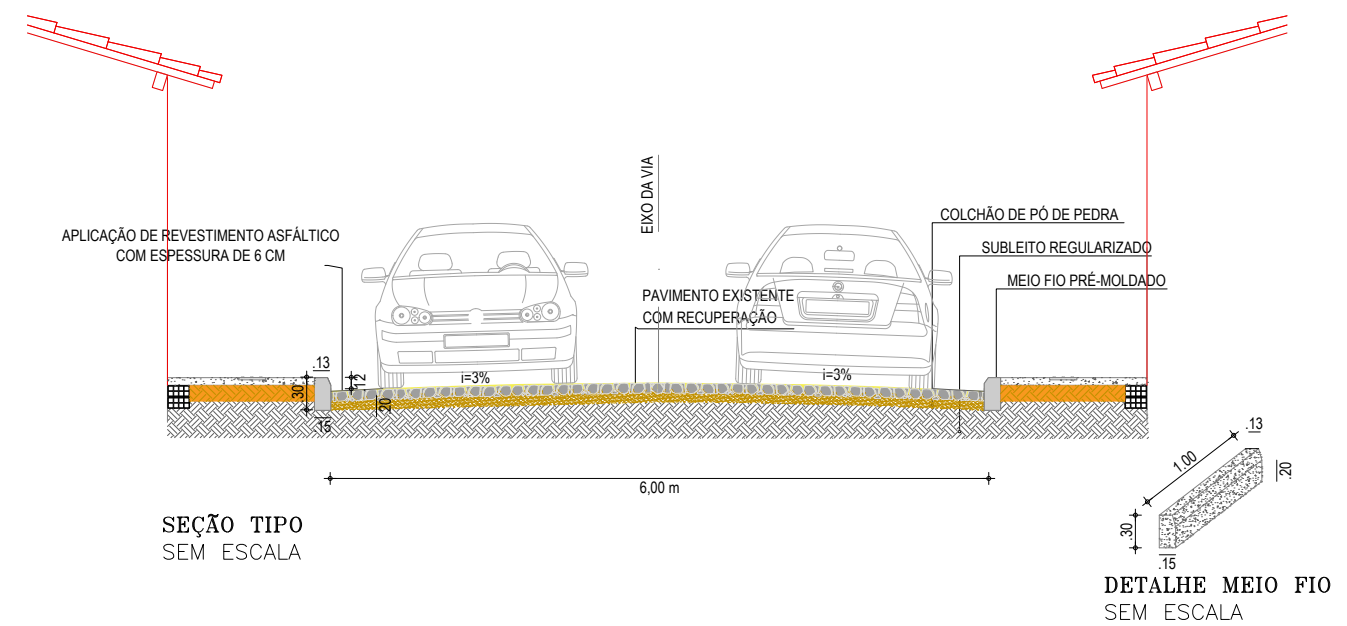 EIXO DA VIA
COLCHÃO DE PÓ DE PEDRA
APLICAÇÃO DE REVESTIMENTO ASFÁLTICO
COM ESPESSURA DE 6 CM
SUBLEITO REGULARIZADO
MEIO FIO PRÉ-MOLDADO
PAVIMENTO EXISTENTE
COM RECUPERAÇÃO
.13
.12
i=3%
i=3%
.30
.20
.15
6,00 m
.13
1.00
.20
.30
.15
SEÇÃO TIPO
SEM ESCALA
DETALHE MEIO FIO
SEM ESCALA